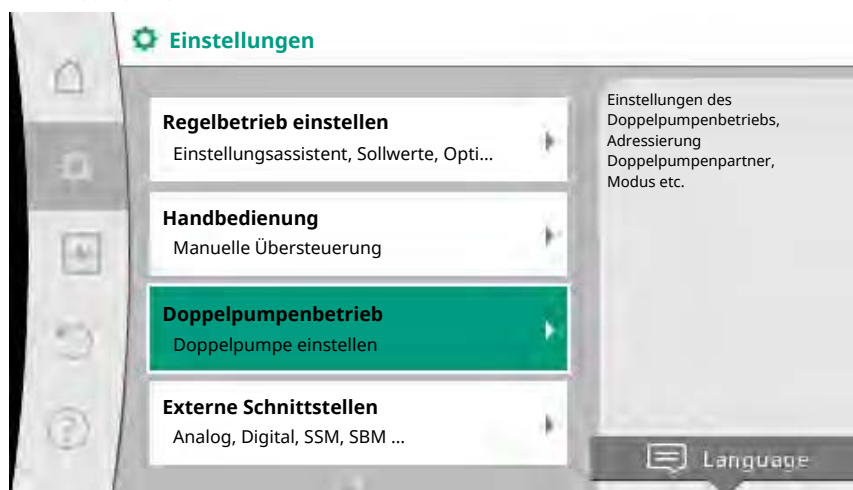 Einstellungen
Regelbetrieb einstellen
Einstellungsassistent, Sollwerte, Opti...
Handbedienung
Manuelle Übersteuerung
Doppelpumpenbetrieb
Doppelpumpe einstellen
Externe Schnittstellen
Analog, Digital, SSM, SBM ...
Einstellungen des
Doppelpumpenbetriebs,
Adressierung
Doppelpumpenpartner,
Modus etc.
Language